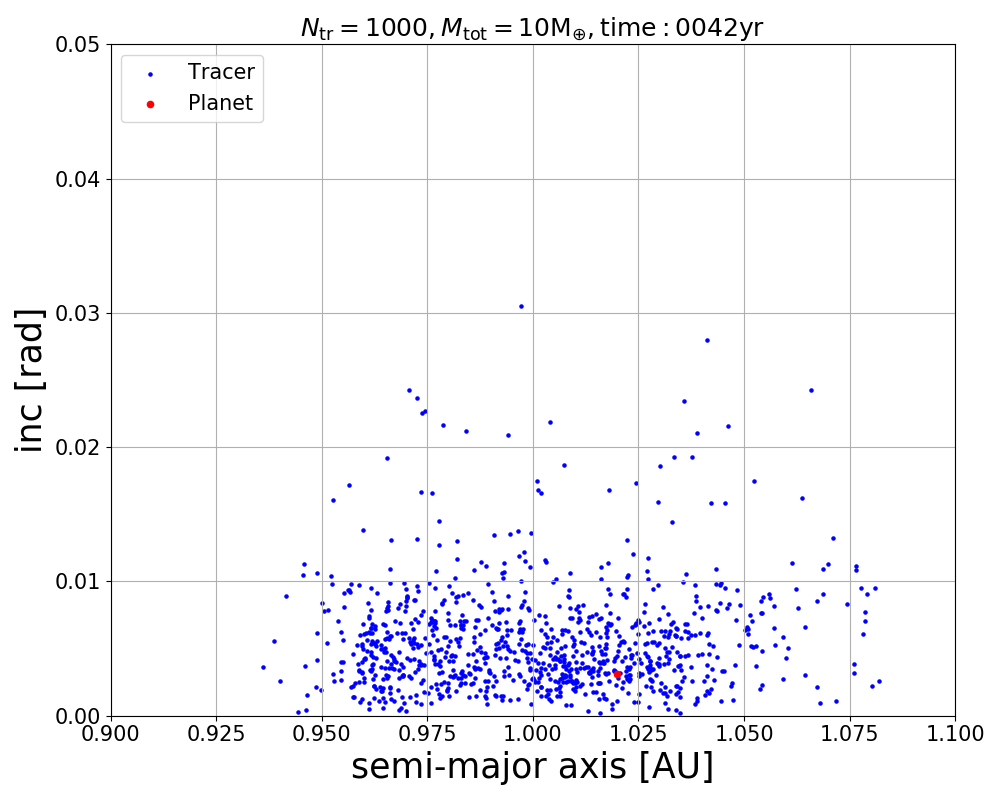 N_tr = 1000, M_tot = 10M_⊕, time : 0042yr
0.05
Tracer
Planet
0.04
0.03
0.02
0.01
0.00
inc [rad]
0.900 0.925 0.950 0.975 1.000 1.025 1.050 1.075 1.100
semi-major axis [AU]